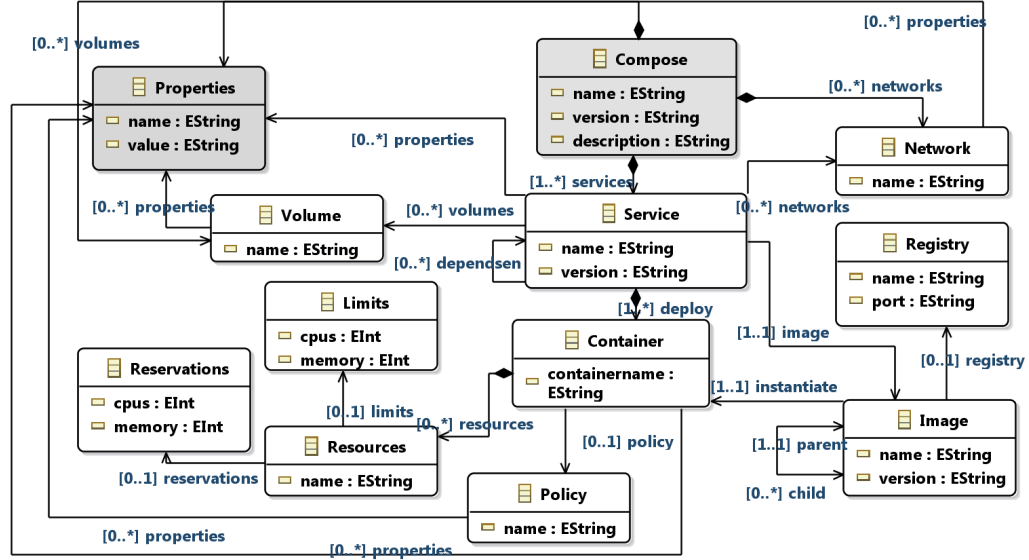 [0..*] properties
[0..*] volumes
Compose
name : EString
version : EString
description : EString
Properties
name : EString
value : EString
[0..*] networks
[0..*] properties
Network
name : EString
[1..*] services
[0..*] properties
Volume
name : EString
[0..*] volumes
Service
name : EString
version : EString
[0..*] networks
[0..*] dependsen
Registry
name : EString
port : EString
Limits
cpus : EInt
memory : EInt
[1..*] deploy
Container
containername :
EString
[1..1] image
[0..1] registry
Reservations
cpus : EInt
memory : EInt
[1..1] instantiate
[0..1] limits
[0..*] resources
Resources
name : EString
[0..1] policy
Image
name : EString
version : EString
[1..1] parent
[0..*] child
[0..1] reservations
Policy
name : EString
[0..*] properties
[0..*] properties